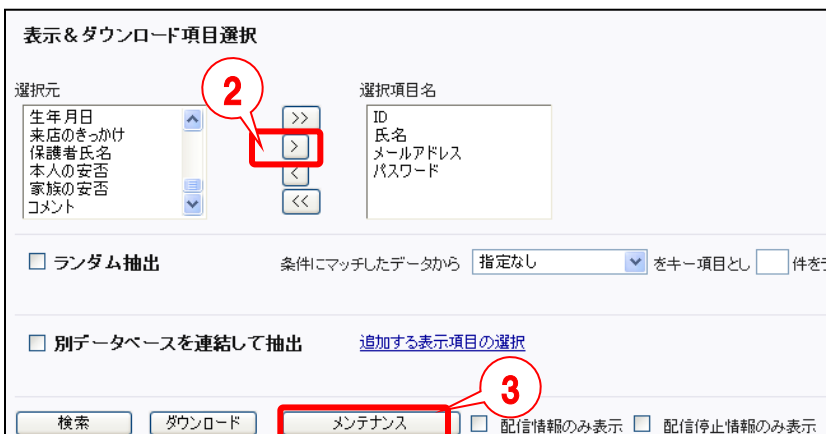 表示&ダウンロード項目選択
選択元
2
選択項目名
生年月日
来店のきっかけ
保護者氏名
本人の安否
家族の安否
コメント
>>
>
<
<<
ID
氏名
メールアドレス
パスワード
ランダム抽出 条件にマッチしたデータから 指定なし をキー項目とし 件を
別データベースを連結して抽出 追加する表示項目の選択
3
検索 ダウンロード メンテナンス 配信情報のみ表示 配信停止情報のみ表示